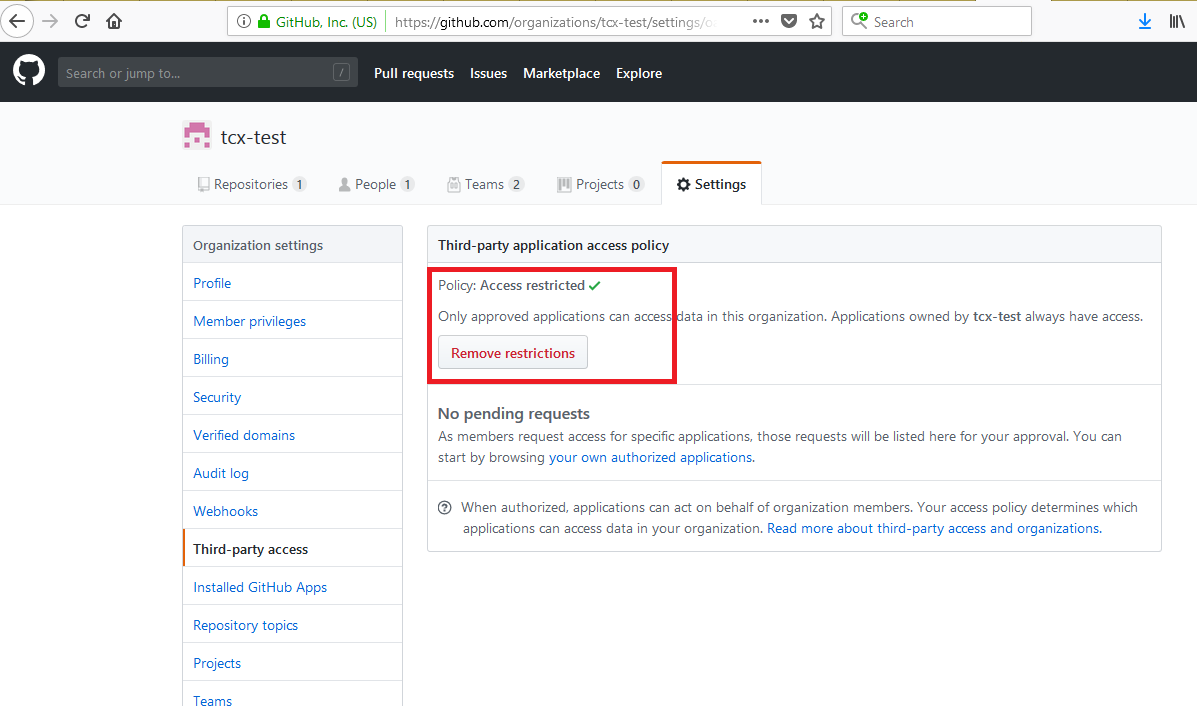 GitHub, Inc. (US)
https://github.com/organizations/tcx-test/settings/
Search
Search or jump to...
/
Pull requests
Issues
Marketplace
Explore
tcx-test
Repositories 1
People 1
Teams 2
Projects 0
Settings
Organization settings
Profile
Member privileges
Billing
Security
Verified domains
Audit log
Webhooks
Third-party access
Installed GitHub Apps
Repository topics
Projects
Teams
Third-party application access policy
Policy: Access restricted
Only approved applications can access data in this organization. Applications owned by tcx-test always have access.
Remove restrictions
No pending requests
As members request access for specific applications, those requests will be listed here for your approval. You can
start by browsing your own authorized applications.
When authorized, applications can act on behalf of organization members. Your access policy determines which
applications can access data in your organization. Read more about third-party access and organizations.